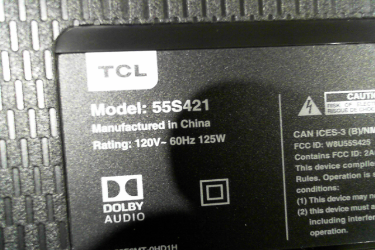 TCL
Model: 55S421
Manufactured in China
Rating: 120V~ 60Hz 125W
DOLBY
AUDIO
CAN ICES-3 (B)/NM
FCC ID: W8U55S425
Contains FCC ID: 2A
This device complie
Rules. Operation is
conditions:
(1) This device may no
(2) this device must a
including interfer
operation.